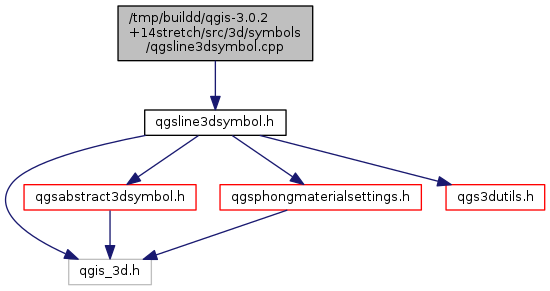 /tmp/buildd/qgis-3.0.2
+14stretch/src/3d/symbols
/qgsline3dsymbol.cpp
qgsline3dsymbol.h
qgsabstract3dsymbol.h
qgsphongmaterialsettings.h
qgs3dutils.h
qgis_3d.h